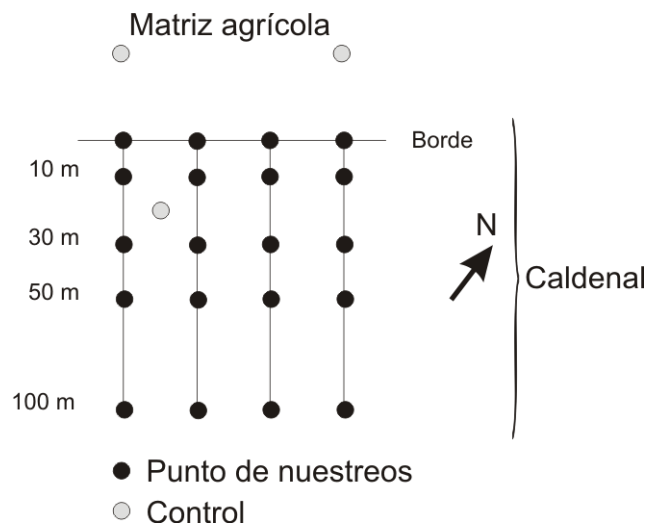 Matriz agrícola
Borde
10 m
30 m
N
50 m
Caldenal
100 m
Punto de nuestreos
Control